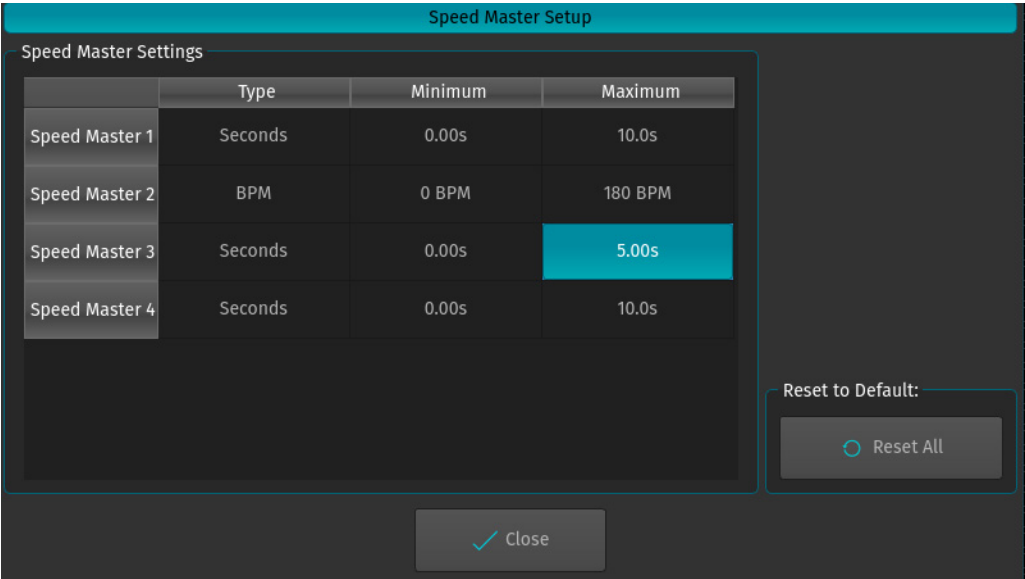 Speed Master Setup
Speed Master Settings
Type Minimum Maximum
Speed Master 1 Seconds 0.00s 10.0s
Speed Master 2 BPM 0 BPM 180 BPM
Speed Master 3 Seconds 0.00s 5.00s
Speed Master 4 Seconds 0.00s 10.0s
Reset to Default:
Reset All
Close